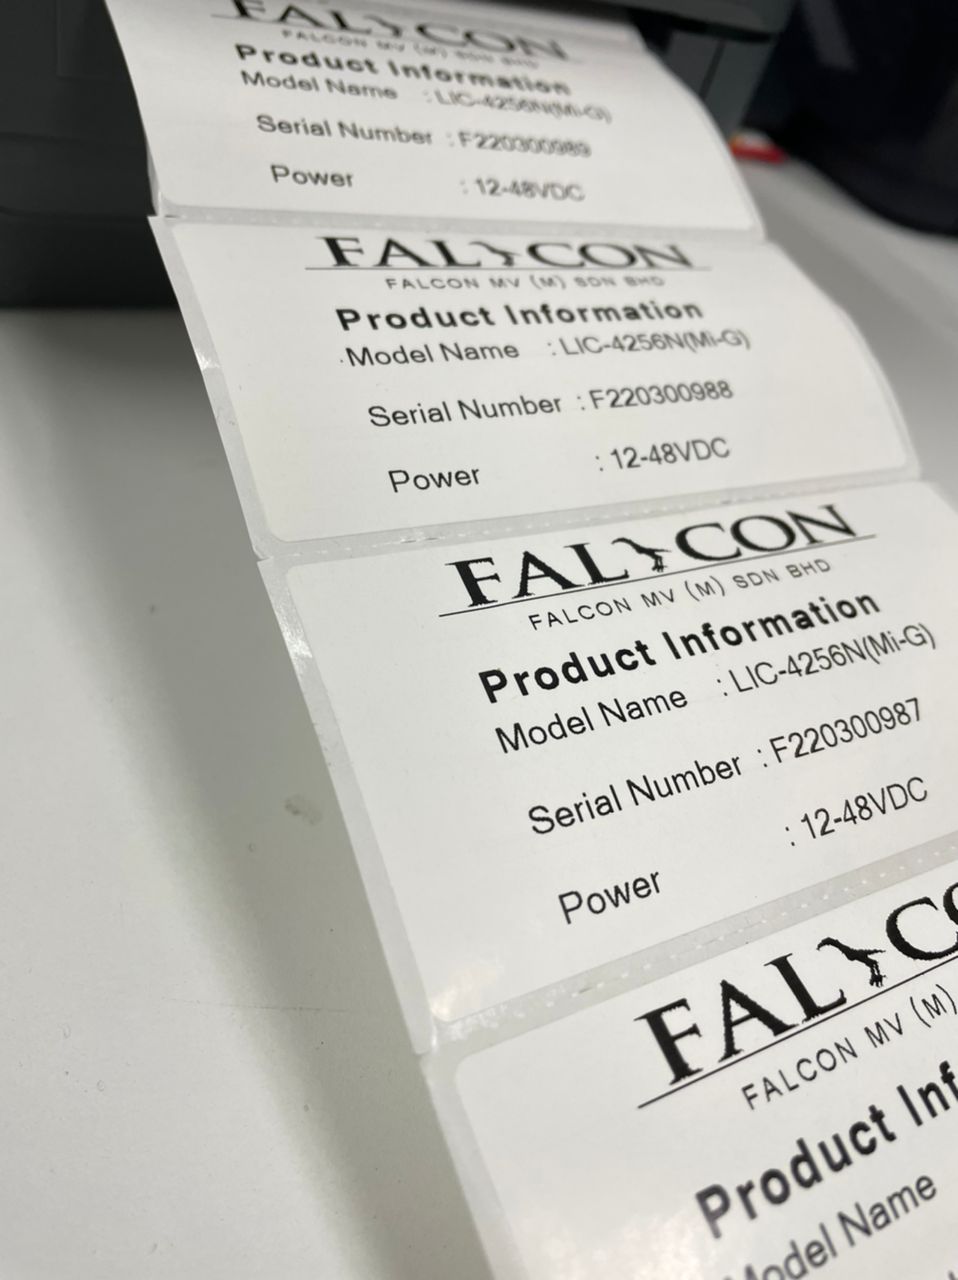 FALCON
FALCON MV (M) SDN BHD
Product Information
Model Name : LIC-4256N(Mi-G)
Serial Number : F220300989
Power : 12-48VDC
FALCON
FALCON MV (M) SDN BHD
Product Information
Model Name : LIC-4256N(Mi-G)
Serial Number : F220300988
Power : 12-48VDC
FALCON
FALCON MV (M) SDN BHD
Product Information
Model Name : LIC-4256N(Mi-G)
Serial Number : F220300987
Power : 12-48VDC
FALCO
FALCON MV (M)
Product Inf
Model Name